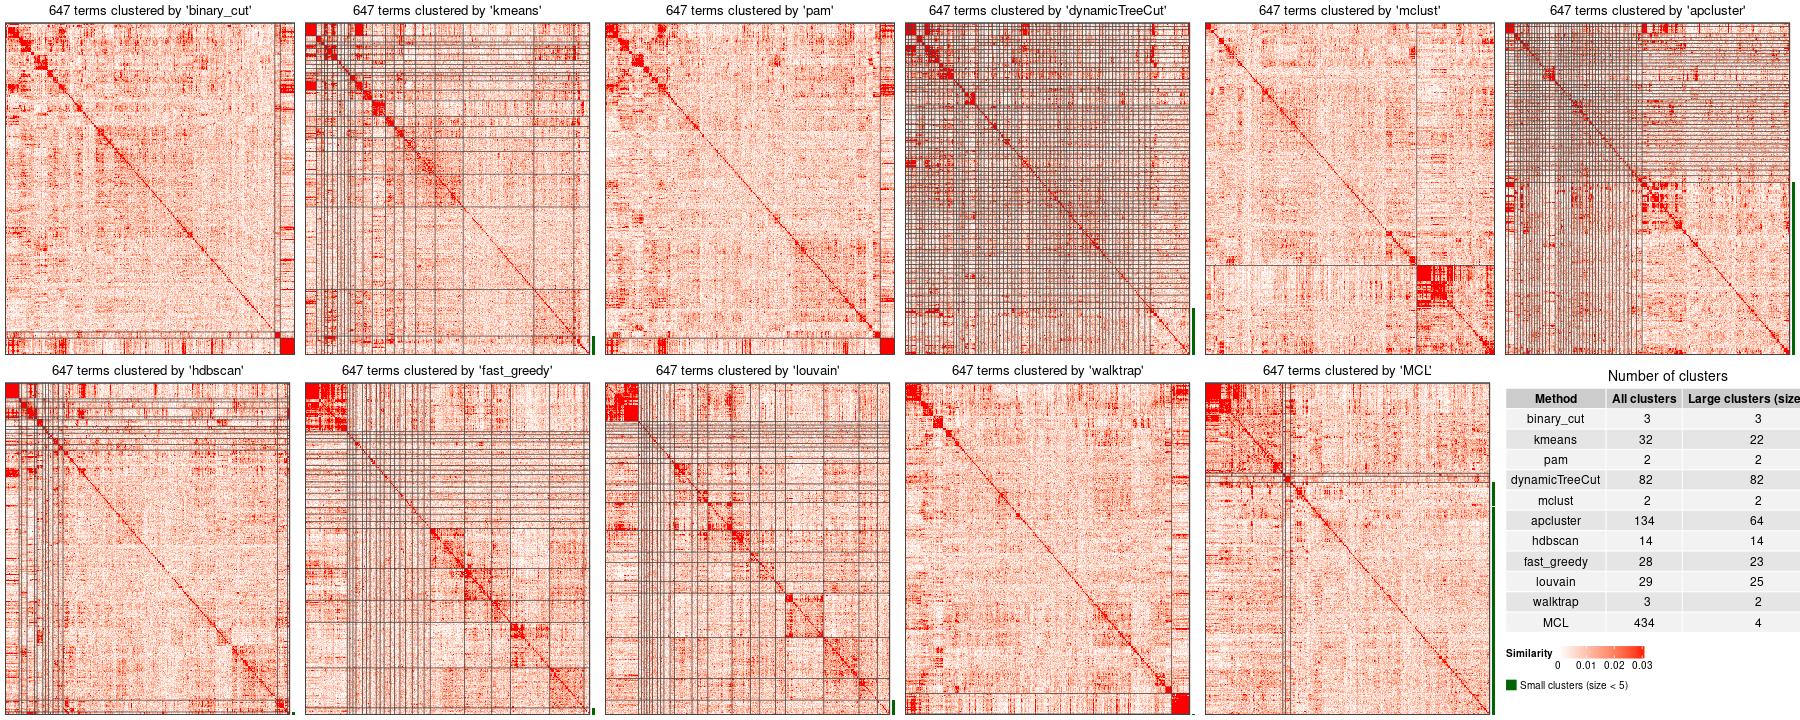 647 terms clustered by 'binary_cut'
647 terms clustered by 'kmeans'
647 terms clustered by 'pam'
647 terms clustered by 'dynamicTreeCut'
647 terms clustered by 'mclust'
647 terms clustered by 'apcluster'
647 terms clustered by 'hdbscan'
647 terms clustered by 'fast_greedy'
647 terms clustered by 'louvain'
647 terms clustered by 'walktrap'
647 terms clustered by 'MCL'
Number of clusters
Method All clusters Large clusters (size
binary_cut 3 3
kmeans 32 22
pam 2 2
dynamicTreeCut 82 82
mclust 2 2
apcluster 134 64
hdbscan 14 14
fast_greedy 28 23
louvain 29 25
walktrap 3 2
MCL 434 4
Similarity
0 0.01 0.02 0.03
Small clusters (size < 5)